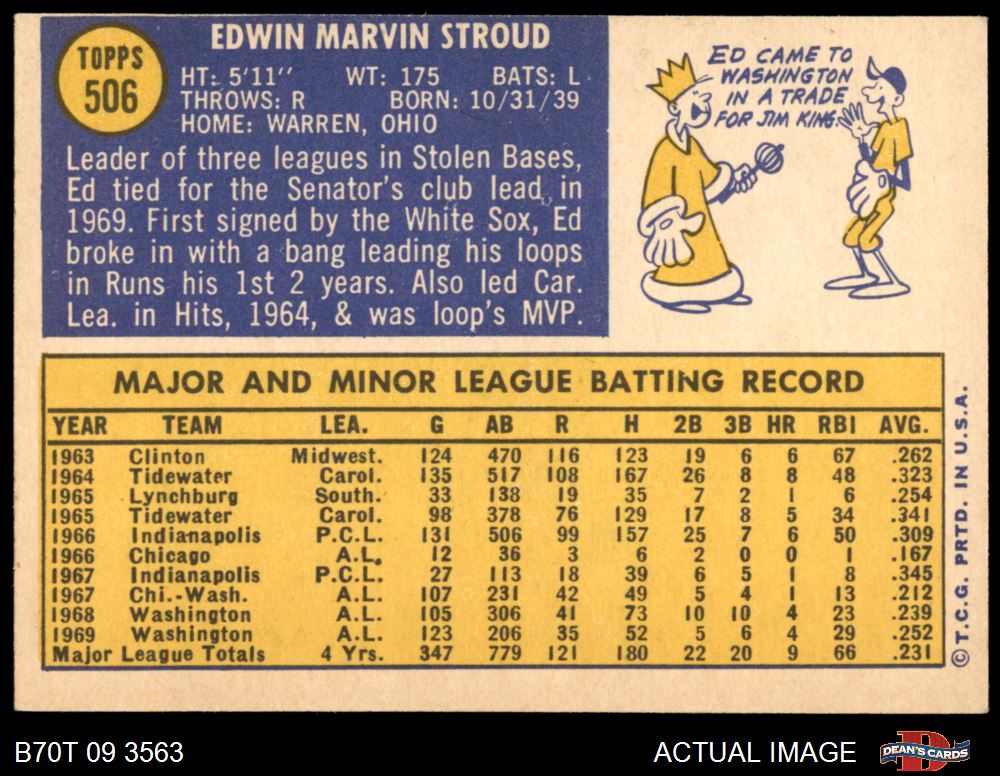 TOPPS
506
EDWIN MARVIN STROUD
HT: 5'11" WT: 175 BATS: L
THROWS: R BORN: 10/31/39
HOME: WARREN, OHIO
Leader of three leagues in Stolen Bases,
Ed tied for the Senator's club lead in
1969. First signed by the White Sox, Ed
broke in with a bang leading his loops
in Runs his 1st 2 years. Also led Car.
Lea. in Hits, 1964, & was loop's MVP.
ED CAME TO
WASHINGTON
IN A TRADE
FOR JIM KING.
MAJOR AND MINOR LEAGUE BATTING RECORD
YEAR TEAM LEA. G AB R H 2B 3B HR RBI AVG.
1963 Clinton Midwest. 124 470 116 123 19 6 6 67 .262
1964 Tidewater Carol. 135 517 108 167 26 8 8 48 .323
1965 Lynchburg South. 33 138 19 35 7 2 1 6 .254
1965 Tidewater Carol. 98 378 76 129 17 8 5 34 .341
1966 Indianapolis P.C.L. 131 506 99 157 25 7 6 50 .309
1966 Chicago A.L. 12 36 3 6 2 0 0 1 .167
1967 Indianapolis P.C.L. 27 113 18 39 6 5 1 8 .345
1967 Chi.-Wash. A.L. 107 231 42 49 5 4 1 13 .212
1968 Washington A.L. 105 306 41 73 10 10 4 23 .239
1969 Washington A.L. 123 206 35 52 5 6 4 29 .252
Major League Totals 4 Yrs. 347 779 121 180 22 20 9 66 .231
© T.C.G. PRTD. IN U.S.A.
B70T 09 3563
ACTUAL IMAGE
D
DEAN'S CARDS